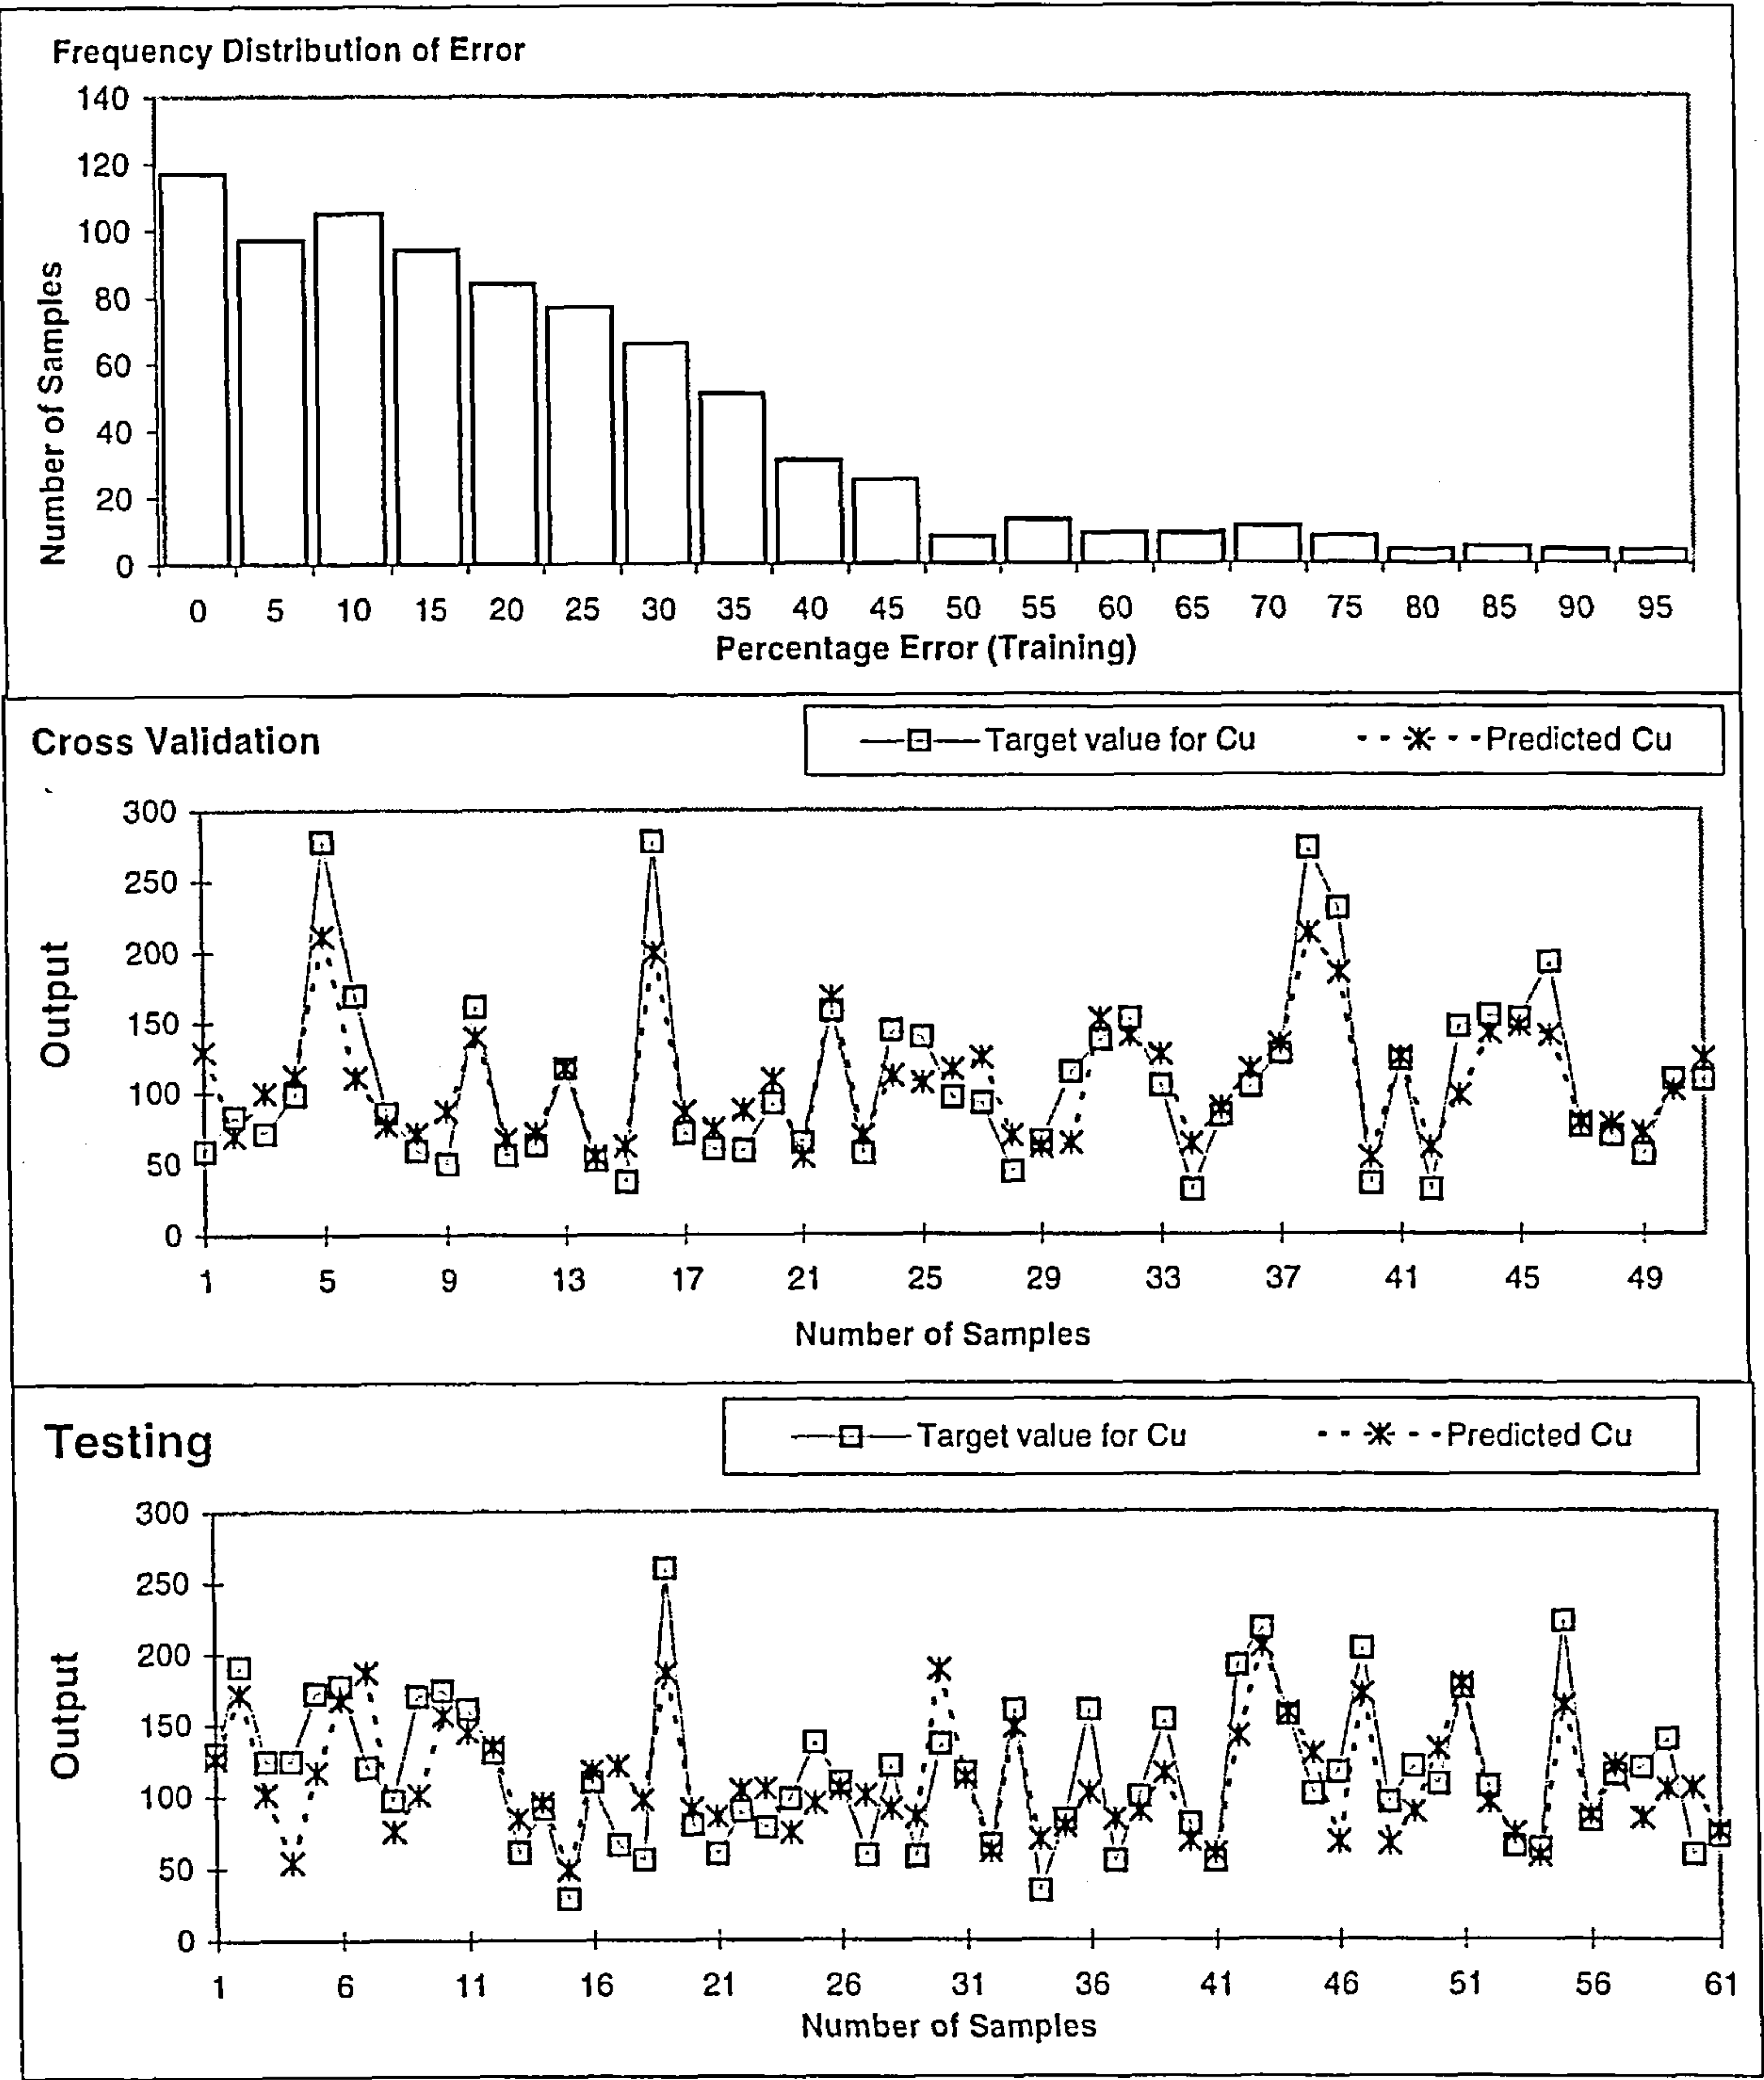 Frequency Distribution of Error
140
120
100
80
60
40
20
0
Number of Samples
0 5 10 15 20 25 30 35 40 45 50 55 60 65 70 75 80 85 90 95
Percentage Error (Training)
Cross Validation
Target value for Cu Predicted Cu
300
250
200
150
100
50
0
Output
1 5 9 13 17 21 25 29 33 37 41 45 49
Number of Samples
Testing
Target value for Cu Predicted Cu
300
250
200
150
100
50
0
Output
1 6 11 16 21 26 31 36 41 46 51 56 61
Number of Samples